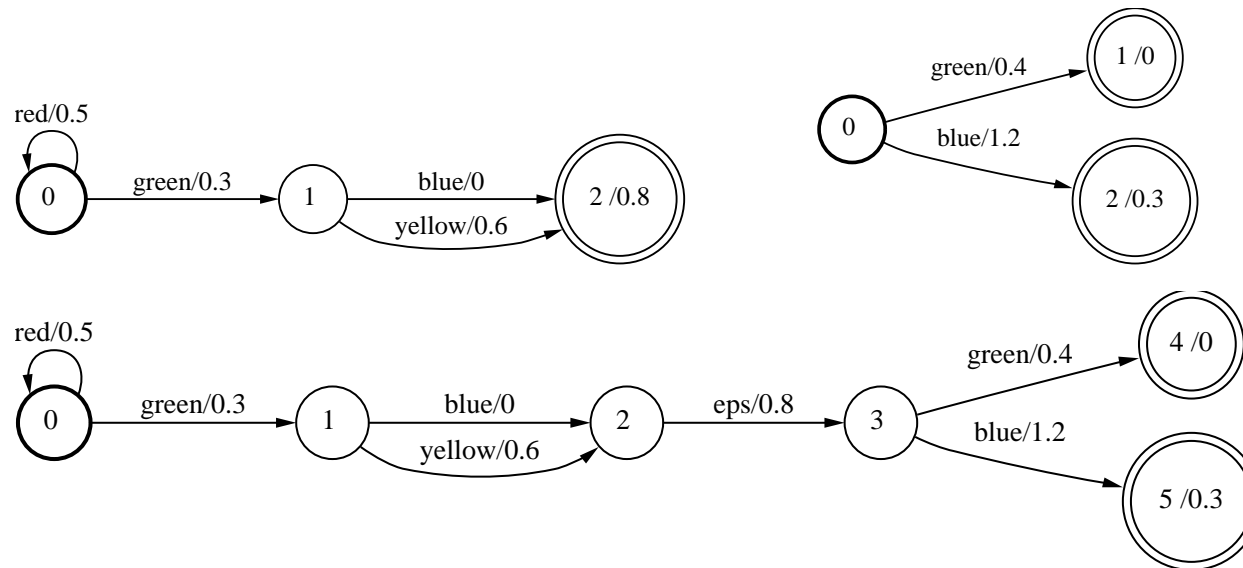 red/0.5
0
green/0.3
1
blue/0
yellow/0.6
2 /0.8
0
green/0.4
1 /0
blue/1.2
2 /0.3
red/0.5
0
green/0.3
1
blue/0
yellow/0.6
2
eps/0.8
3
green/0.4
4 /0
blue/1.2
5 /0.3